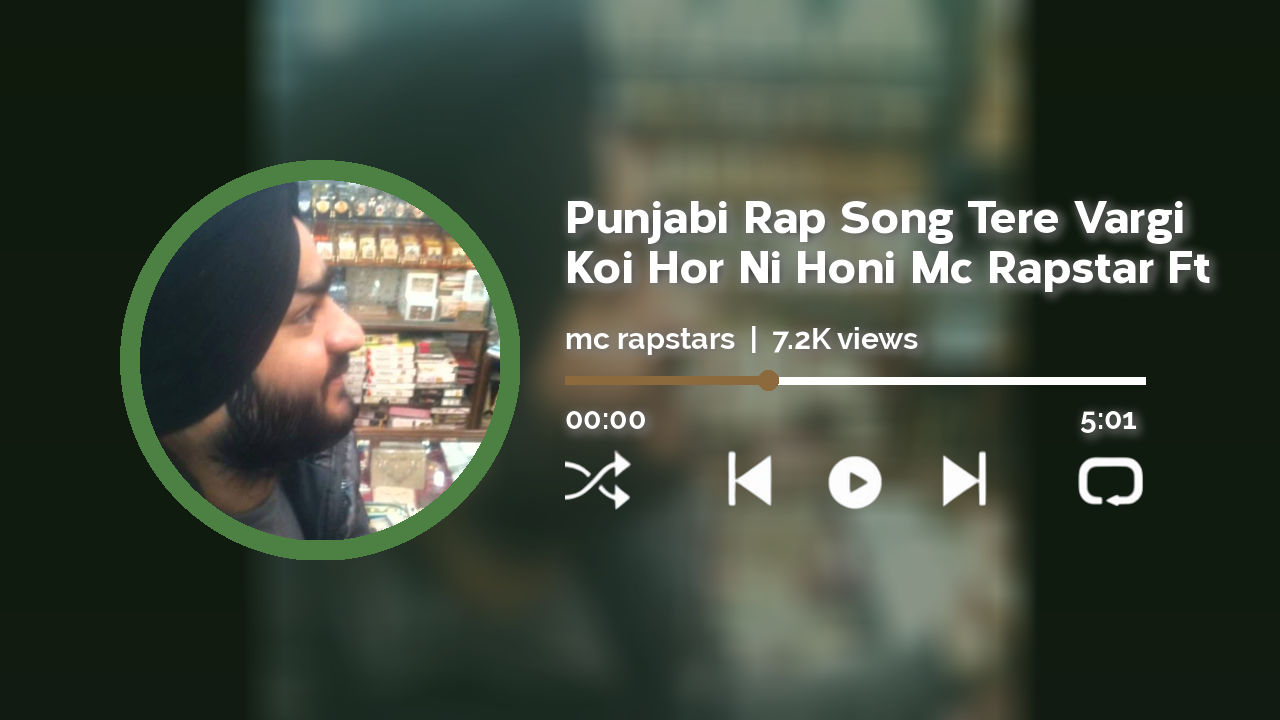 Punjabi Rap Song Tere Vargi
Koi Hor Ni Honi Mc Rapstar Ft
mc rapstars | 7.2K views
00:00 5:01